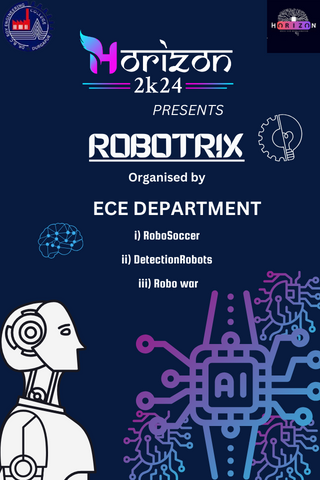 HORIZON
Horizon
2k24
PRESENTS
ROBOTRIX
Organised by
ECE DEPARTMENT
i) RoboSoccer
ii) DetectionRobots
iii) Robo war
AI